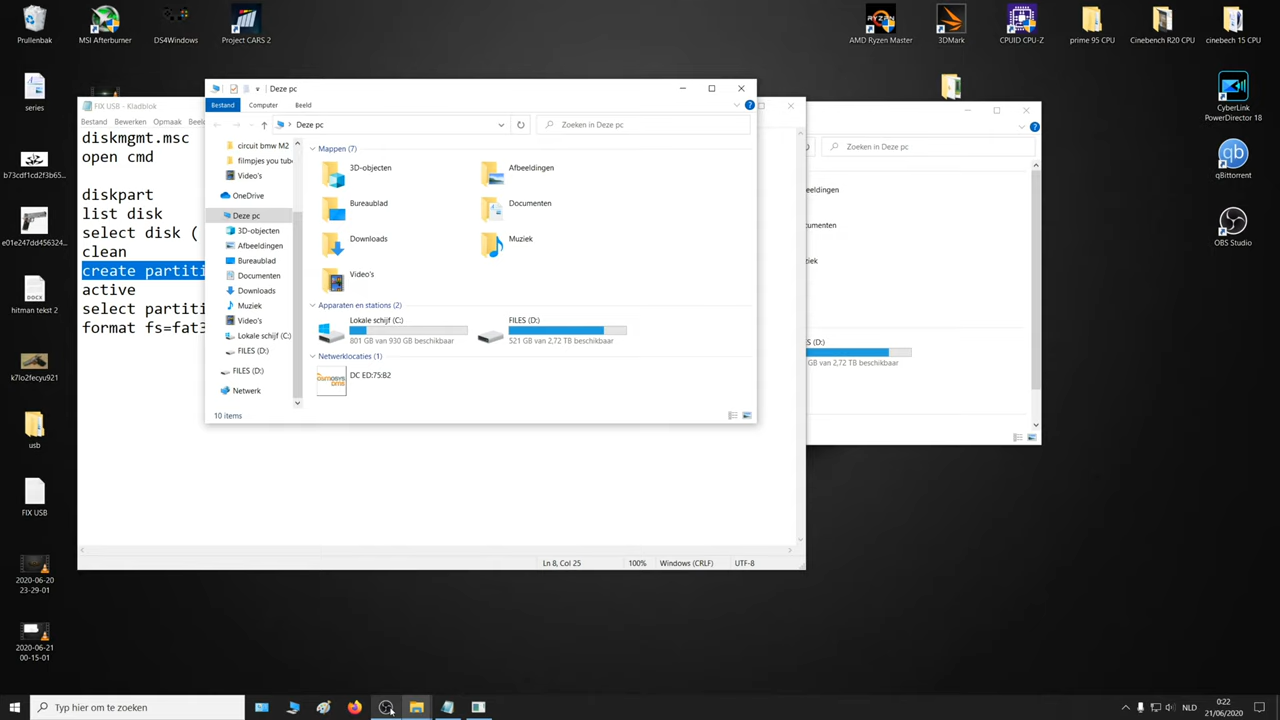 Prullenbak
MSI Afterburner
DS4Windows
Project CARS 2
AMD Ryzen Master
3DMark
CPUID CPU-Z
prime 95 CPU
Cinebench R20 CPU
cinebech 15 CPU
series
b73cdf1cd2f3b65...
e01e247dd456324...
hitman tekst 2
k7lo2fecyu921
usb
FIX USB
2020-06-20
23-29-01
2020-06-21
00-15-01
CyberLink
PowerDirector 18
qBittorrent
OBS Studio
FIX USB - Kladblok
Bestand Bewerken Opmaak Beeld
diskmgmt.msc
open cmd
diskpart
list disk
select disk (
clean
create partiti
active
select partiti
format fs=fat3
Ln 8, Col 25
100%
Windows (CRLF)
UTF-8
Deze pc
Bestand Computer Beeld
Deze pc
Zoeken in Deze pc
circuit bmw M2
filmpjes you tube
Video's
OneDrive
Deze pc
3D-objecten
Afbeeldingen
Bureaublad
Documenten
Downloads
Muziek
Video's
Lokale schijf (C:)
FILES (D:)
FILES (D:)
Netwerk
Mappen (7)
3D-objecten
Afbeeldingen
Bureaublad
Documenten
Downloads
Muziek
Video's
Apparaten en stations (2)
Lokale schijf (C:)
801 GB van 930 GB beschikbaar
FILES (D:)
521 GB van 2,72 TB beschikbaar
Netwerklocaties (1)
osmosys
DC ED:75:B2
10 items
Zoeken in Deze pc
eeldingen
umenten
iek
S (D:)
GB van 2,72 TB beschikbaar
Typ hier om te zoeken
NLD
0:22
21/06/2020